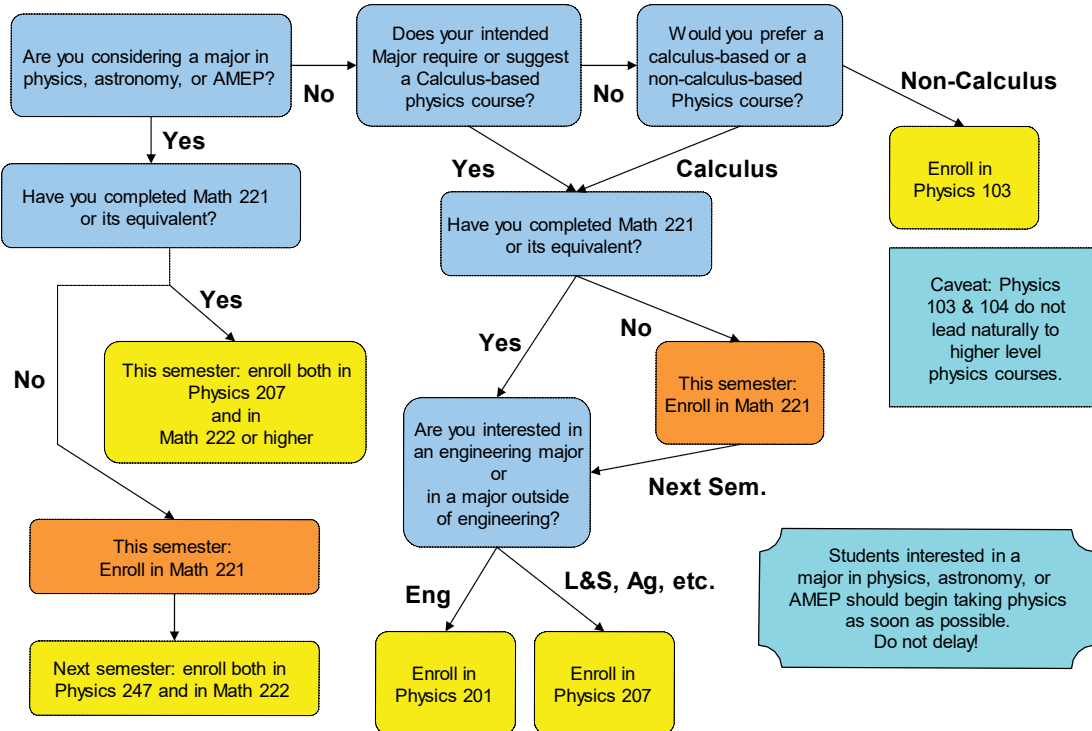 Are you considering a major in
physics, astronomy, or AMEP?
No
Does your intended
Major require or suggest
a Calculus-based
physics course?
No
Would you prefer a
calculus-based or a
non-calculus-based
Physics course?
Non-Calculus
Enroll in
Physics 103
Yes
Have you completed Math 221
or its equivalent?
Yes
Calculus
Have you completed Math 221
or its equivalent?
Caveat: Physics
103 & 104 do not
lead naturally to
higher level
physics courses.
Yes
No
This semester: enroll both in
Physics 207
and in
Math 222 or higher
Yes
No
This semester:
Enroll in Math 221
Are you interested in
an engineering major
or
in a major outside
of engineering?
Next Sem.
This semester:
Enroll in Math 221
Next semester: enroll both in
Physics 247 and in Math 222
Eng
L&S, Ag, etc.
Enroll in
Physics 201
Enroll in
Physics 207
Students interested in a
major in physics, astronomy, or
AMEP should begin taking physics
as soon as possible.
Do not delay!